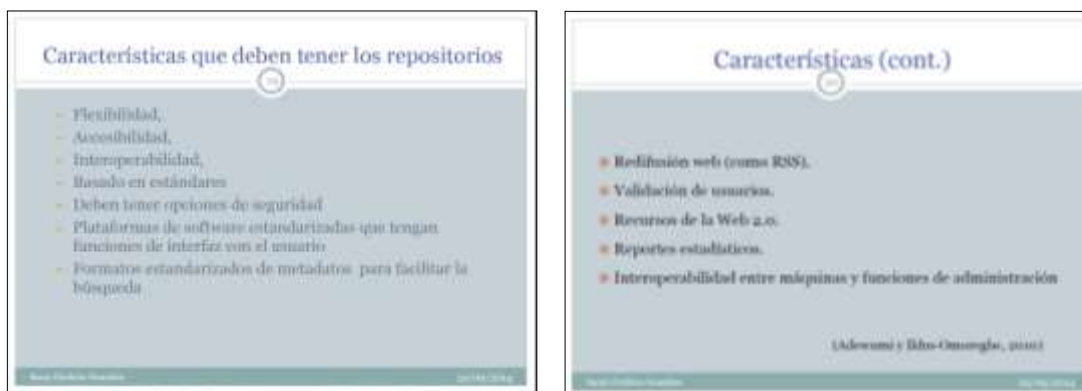 Características que deben tener los repositorios
Flexibilidad,
Accesibilidad,
Interoperabilidad,
Basado en estándares
Deben tener opciones de seguridad
Plataformas de software estandarizadas que tengan
funciones de interfaz con el usuario
Formatos estandarizados de metadatos para facilitar la
búsqueda
Características (cont.)
Redifusión web (como RSS).
Validación de usuarios.
Recursos de la Web 2.0.
Reportes estadísticos.
Interoperabilidad entre máquinas y funciones de administración
(Adewumi y